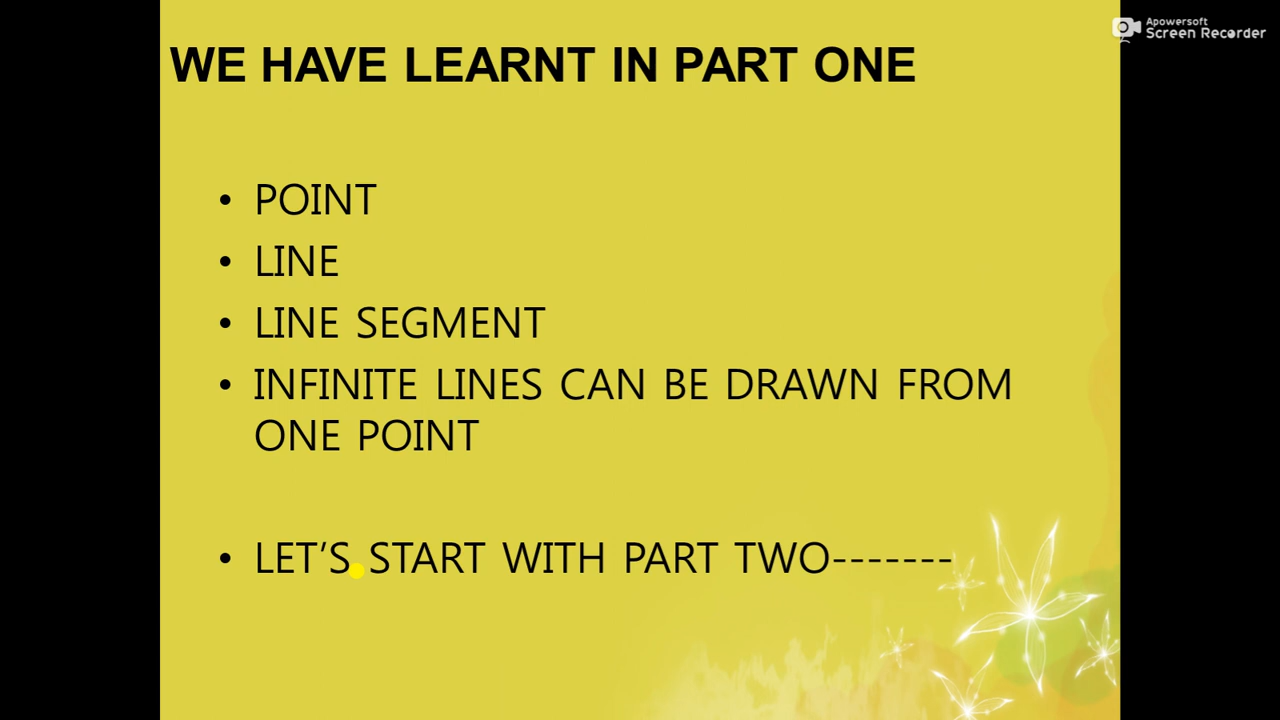 Apowersoft
Screen Recorder
WE HAVE LEARNT IN PART ONE
• POINT
• LINE
• LINE SEGMENT
• INFINITE LINES CAN BE DRAWN FROM
ONE POINT
• LET’S START WITH PART TWO-------